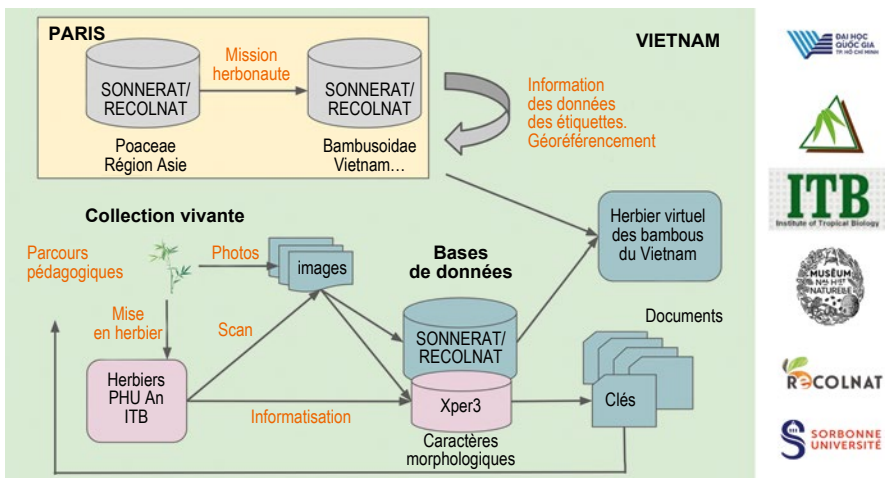 PARIS
VIETNAM
Mission
herbonaute
SONNERAT/
RECOLNAT
SONNERAT/
RECOLNAT
Poaceae
Région Asie
Bambusoidae
Vietnam…
Information
des données
des étiquettes.
Géoréférencement
Collection vivante
Parcours
pédagogiques
Photos
images
Bases
de données
Herbier virtuel
des bambous
du Vietnam
Mise
en herbier
Scan
SONNERAT/
RECOLNAT
Documents
Herbiers
PHU An
ITB
Informatisation
Xper3
Clés
Caractères
morphologiques
ĐẠI HỌC
QUỐC GIA
TP. HỒ CHÍ MINH
ITB
Institute of Tropical Biology
MUSÉUM
NATURELLE
RECOLNAT
SORBONNE
UNIVERSITÉ